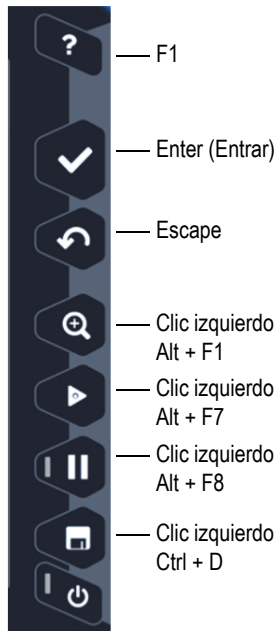 ?
F1
Enter (Entrar)
Escape
Clic izquierdo
Alt + F1
Clic izquierdo
Alt + F7
Clic izquierdo
Alt + F8
Clic izquierdo
Ctrl + D